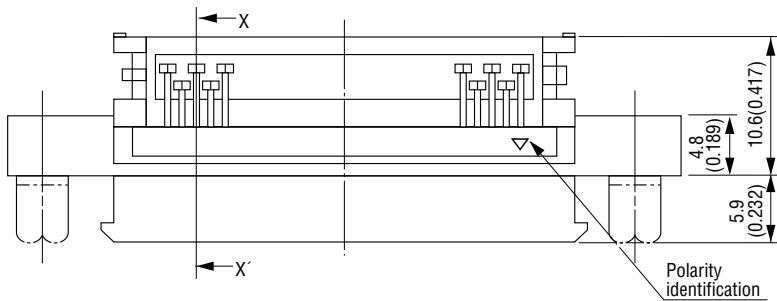 X
10.6(0.417)
4.8
(0.189)
5.9
(0.232)
X´
Polarity
identification